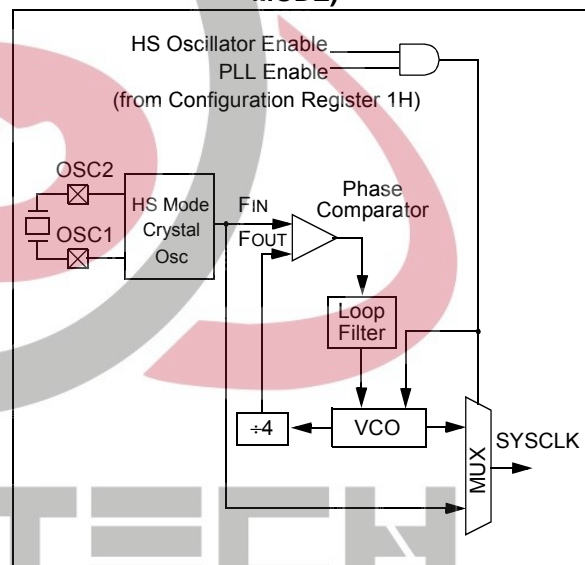 MODE)
HS Oscillator Enable
PLL Enable
(from Configuration Register 1H)
OSC2
OSC1
HS Mode
Crystal
Osc
FIN
FOUT
Phase
Comparator
Loop
Filter
÷4
VCO
MUX
SYSCLK
TECH